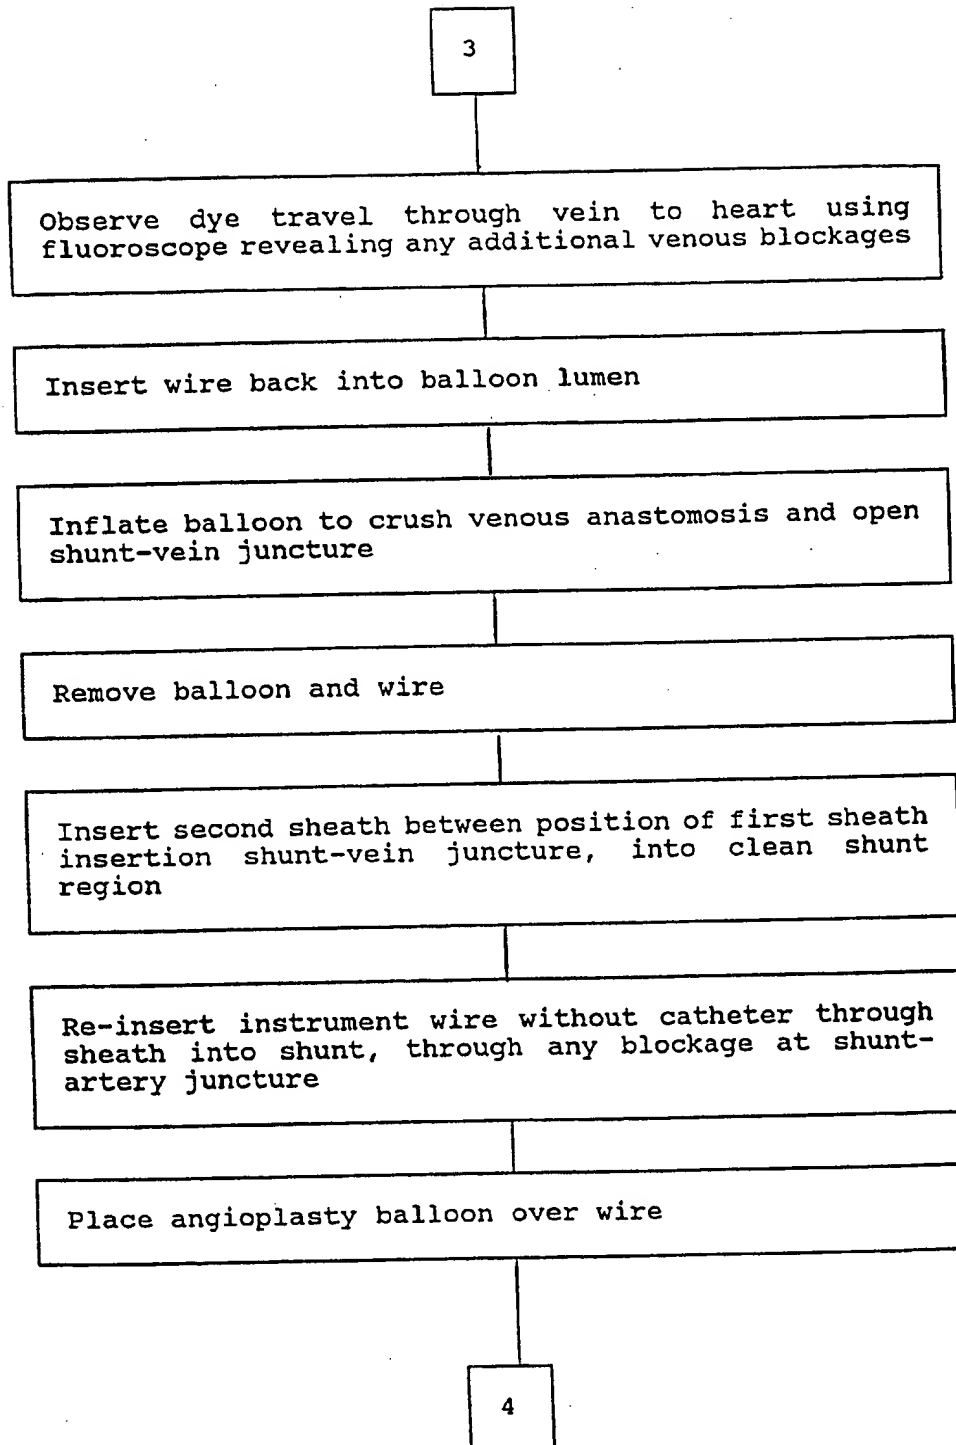 3
Observe dye travel through vein to heart using
fluoroscope revealing any additional venous blockages
Insert wire back into balloon lumen
Inflate balloon to crush venous anastomosis and open
shunt-vein juncture
Remove balloon and wire
Insert second sheath between position of first sheath
insertion shunt-vein juncture, into clean shunt
region
Re-insert instrument wire without catheter through
sheath into shunt, through any blockage at shunt-
artery juncture
Place angioplasty balloon over wire
4